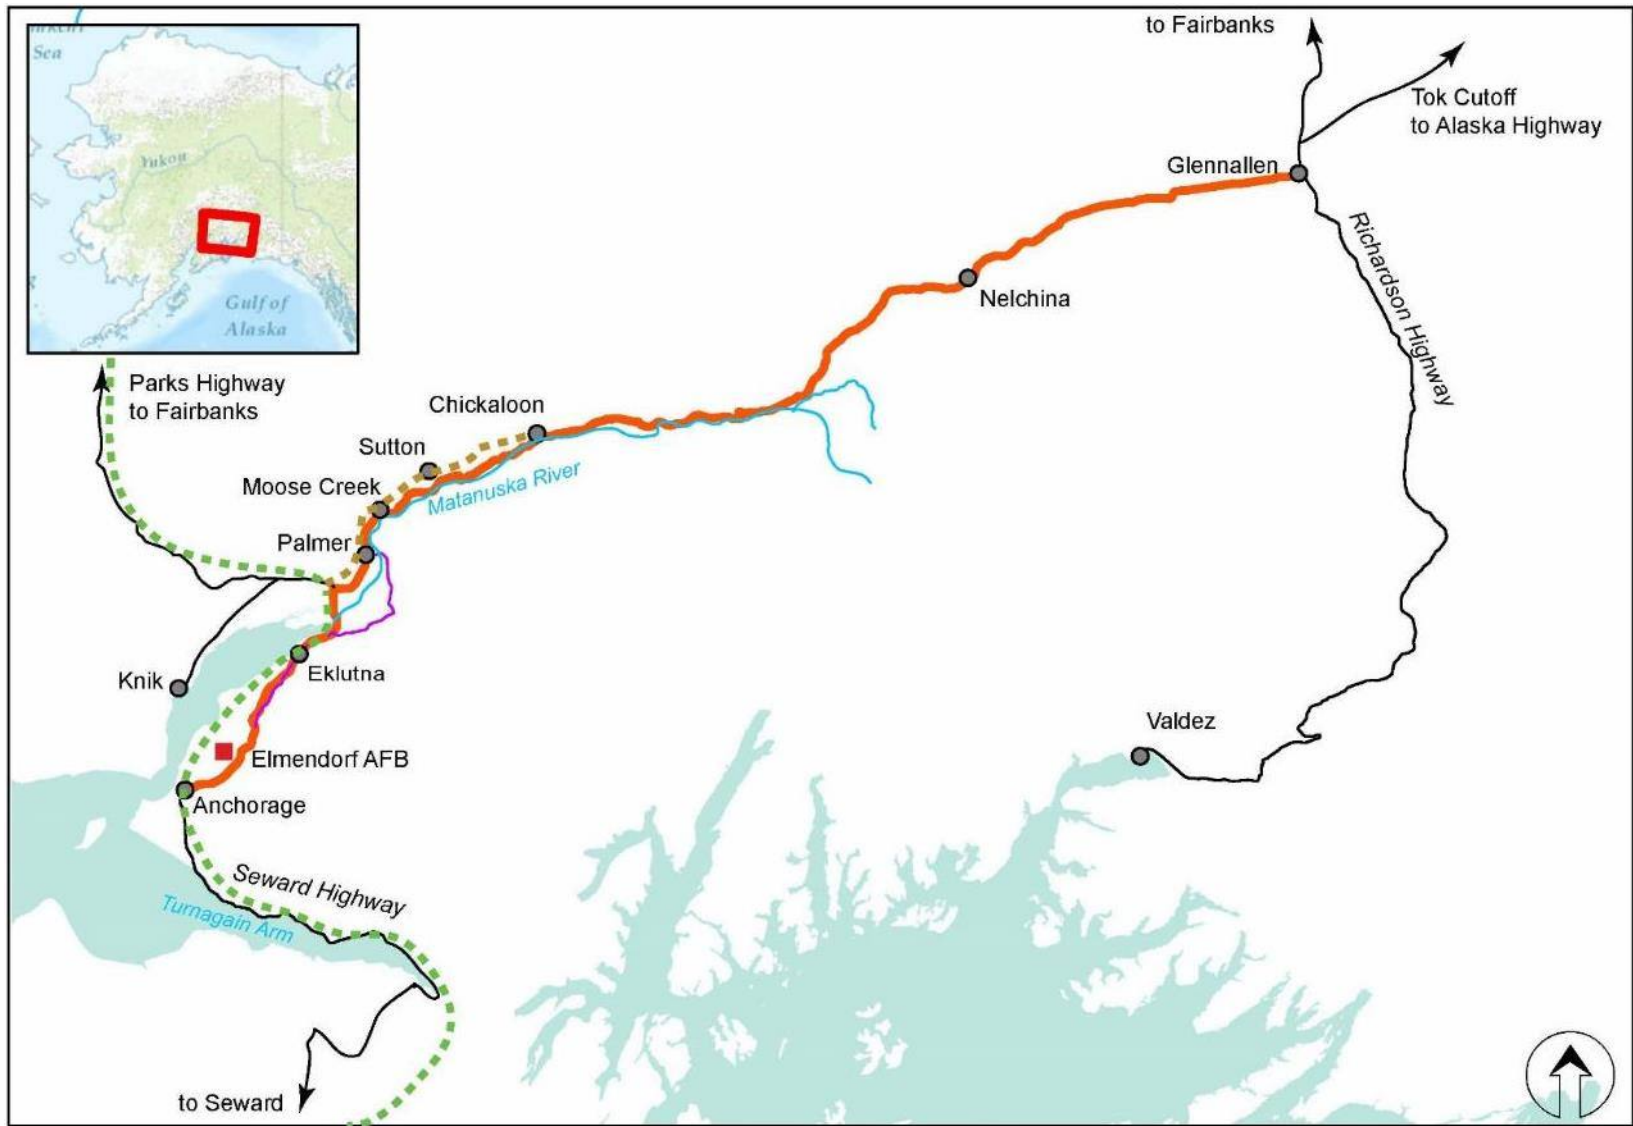 Sea
Yukon
Gulf of
Alaska
to Fairbanks
Tok Cutoff
to Alaska Highway
Glennallen
Richardson Highway
Nelchina
Parks Highway
to Fairbanks
Chickaloon
Sutton
Moose Creek
Matanuska River
Palmer
Knik
Eklutna
Elmendorf AFB
Anchorage
Valdez
Seward Highway
Turnagain Arm
to Seward